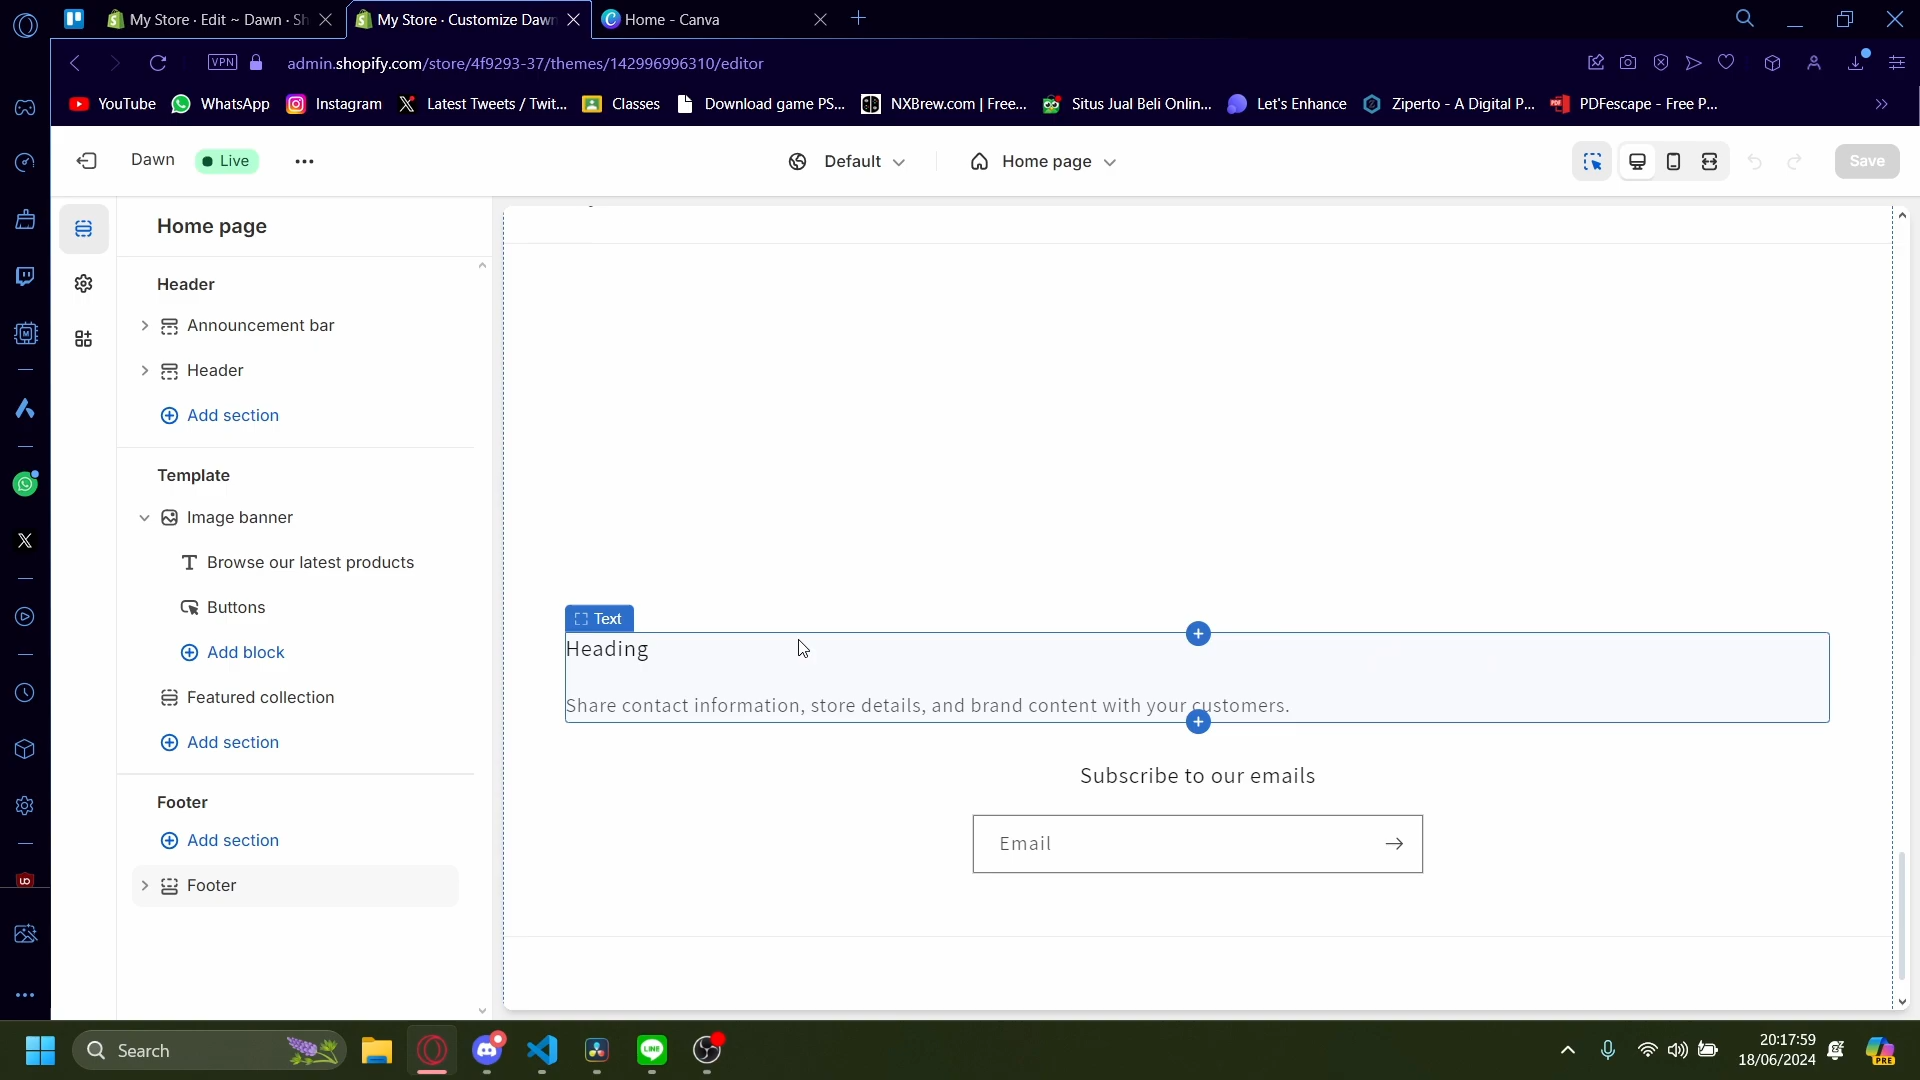 My Store · Edit ~ Dawn · Sh
My Store · Customize Dawn
Home - Canva
VPN
admin.shopify.com/store/4f9293-37/themes/142996996310/editor
YouTube
WhatsApp
Instagram
Latest Tweets / Twit...
Classes
Download game PS...
NXBrew.com | Free...
Situs Jual Beli Onlin...
Let's Enhance
Ziperto - A Digital P...
PDFescape - Free P...
Dawn
Live
Default
Home page
Save
Home page
Header
Announcement bar
Header
Add section
Template
Image banner
Browse our latest products
Buttons
Add block
Featured collection
Add section
Footer
Add section
Footer
Text
Heading
Share contact information, store details, and brand content with your customers.
Subscribe to our emails
Email
Search
LINE
20:17:59
18/06/2024
PRE